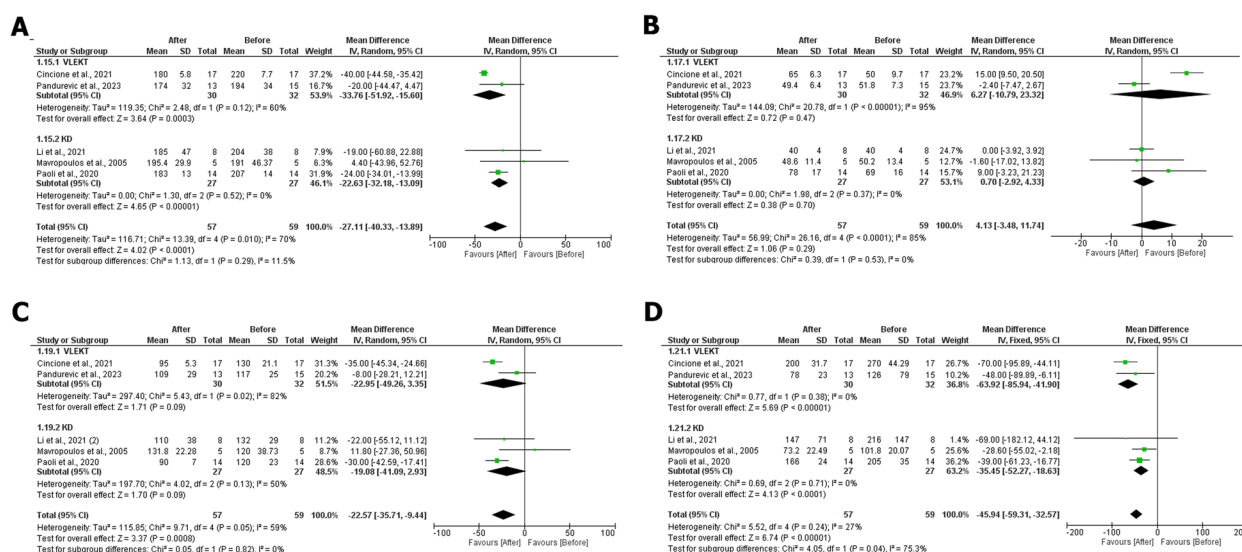 A
After Before Mean Difference Mean Difference
Study or Subgroup Mean SD Total Mean SD Total Weight IV, Random, 95% CI IV, Random, 95% CI
1.15.1 VLEKT
Cincione et al., 2021 180 5.8 17 220 7.7 17 37.2% -40.00 [-44.58, -35.42]
Pandurevic et al., 2023 174 32 13 194 34 15 16.7% -20.00 [-44.47, 4.47]
Subtotal (95% CI) 30 32 53.9% -33.76 [-51.92, -15.60]
Heterogeneity: Tau² = 119.35; Chi² = 2.48, df = 1 (P = 0.12); I² = 60%
Test for overall effect: Z = 3.64 (P = 0.0003)
1.15.2 KD
Li et al., 2021 185 47 8 204 38 8 7.9% -19.00 [-60.88, 22.88]
Mavropoulos et al., 2005 195.4 29.9 5 191 46.37 5 6.3% 4.40 [-43.96, 52.76]
Paoli et al., 2020 183 13 14 207 14 14 31.9% -24.00 [-34.01, -13.99]
Subtotal (95% CI) 27 27 46.1% -22.63 [-32.18, -13.09]
Heterogeneity: Tau² = 0.00; Chi² = 1.30, df = 2 (P = 0.52); I² = 0%
Test for overall effect: Z = 4.65 (P < 0.00001)
Total (95% CI) 57 59 100.0% -27.11 [-40.33, -13.89]
Heterogeneity: Tau² = 116.71; Chi² = 13.39, df = 4 (P = 0.010); I² = 70%
Test for overall effect: Z = 4.02 (P < 0.0001)
Test for subgroup differences: Chi² = 1.13, df = 1 (P = 0.29), I² = 11.5%
-100 -50 0 50 100
Favours [After] Favours [Before]
B
After Before Mean Difference Mean Difference
Study or Subgroup Mean SD Total Mean SD Total Weight IV, Random, 95% CI IV, Random, 95% CI
1.17.1 VLEKT
Cincione et al., 2021 65 6.3 17 50 9.7 17 23.2% 15.00 [9.50, 20.50]
Pandurevic et al., 2023 49.4 6.4 13 51.8 7.3 15 23.7% -2.40 [-7.47, 2.67]
Subtotal (95% CI) 30 32 46.9% 6.27 [-10.79, 23.32]
Heterogeneity: Tau² = 144.09; Chi² = 20.78, df = 1 (P < 0.00001); I² = 95%
Test for overall effect: Z = 0.72 (P = 0.47)
1.17.2 KD
Li et al., 2021 40 4 8 40 4 8 24.7% 0.00 [-3.92, 3.92]
Mavropoulos et al., 2005 48.6 11.4 5 50.2 13.4 5 12.5% -1.60 [-17.02, 13.82]
Paoli et al., 2020 78 17 14 69 16 14 15.9% 9.00 [-3.23, 21.23]
Subtotal (95% CI) 27 27 53.1% 0.70 [-2.92, 4.33]
Heterogeneity: Tau² = 0.00; Chi² = 1.98, df = 2 (P = 0.37); I² = 0%
Test for overall effect: Z = 0.38 (P = 0.70)
Total (95% CI) 57 59 100.0% 4.13 [-3.48, 11.74]
Heterogeneity: Tau² = 56.99; Chi² = 26.16, df = 4 (P < 0.0001); I² = 85%
Test for overall effect: Z = 1.06 (P = 0.29)
Test for subgroup differences: Chi² = 0.39, df = 1 (P = 0.53), I² = 0%
-20 -10 0 10 20
Favours [After] Favours [Before]
C
After Before Mean Difference Mean Difference
Study or Subgroup Mean SD Total Mean SD Total Weight IV, Random, 95% CI IV, Random, 95% CI
1.19.1 VLEKT
Cincione et al., 2021 95 5.3 17 130 21.1 17 31.3% -35.00 [-45.34, -24.66]
Pandurevic et al., 2023 109 29 13 117 25 15 20.2% -8.00 [-28.21, 12.21]
Subtotal (95% CI) 30 32 51.5% -22.95 [-49.26, 3.35]
Heterogeneity: Tau² = 297.40; Chi² = 5.43, df = 1 (P = 0.02); I² = 82%
Test for overall effect: Z = 1.71 (P = 0.09)
1.19.2 KD
Li et al., 2021 (2) 110 38 8 132 29 8 11.2% -22.00 [-55.12, 11.12]
Mavropoulos et al., 2005 131.8 22.28 5 120 38.73 5 8.7% 11.80 [-27.36, 50.96]
Paoli et al., 2020 90 7 14 120 23 14 28.6% -30.00 [-42.59, -17.41]
Subtotal (95% CI) 27 27 48.5% -19.08 [-41.09, 2.93]
Heterogeneity: Tau² = 197.70; Chi² = 4.02, df = 2 (P = 0.13); I² = 50%
Test for overall effect: Z = 1.70 (P = 0.09)
Total (95% CI) 57 59 100.0% -22.57 [-35.71, -9.44]
Heterogeneity: Tau² = 115.85; Chi² = 9.71, df = 4 (P = 0.05); I² = 59%
Test for overall effect: Z = 3.37 (P = 0.0008)
Test for subgroup differences: Chi² = 0.05, df = 1 (P = 0.82), I² = 0%
-100 -50 0 50 100
Favours [After] Favours [Before]
D
After Before Mean Difference Mean Difference
Study or Subgroup Mean SD Total Mean SD Total Weight IV, Fixed, 95% CI IV, Fixed, 95% CI
1.21.1 VLEKT
Cincione et al., 2021 200 31.7 17 270 44.29 17 26.7% -70.00 [-95.89, -44.11]
Pandurevic et al., 2023 78 23 13 126 79 15 10.2% -48.00 [-89.89, -6.11]
Subtotal (95% CI) 30 32 36.8% -63.92 [-85.94, -41.90]
Heterogeneity: Chi² = 0.77, df = 1 (P = 0.38); I² = 0%
Test for overall effect: Z = 5.69 (P < 0.00001)
1.21.2 KD
Li et al., 2021 147 71 8 216 147 8 1.4% -69.00 [-182.12, 44.12]
Mavropoulos et al., 2005 73.2 22.49 5 101.8 20.07 5 25.4% -28.60 [-55.02, -2.18]
Paoli et al., 2020 166 24 14 205 35 14 36.2% -39.00 [-61.23, -16.77]
Subtotal (95% CI) 27 27 63.2% -35.45 [-52.27, -18.63]
Heterogeneity: Chi² = 0.69, df = 2 (P = 0.71); I² = 0%
Test for overall effect: Z = 4.13 (P < 0.0001)
Total (95% CI) 57 59 100.0% -45.94 [-59.31, -32.57]
Heterogeneity: Chi² = 5.52, df = 4 (P = 0.24); I² = 27%
Test for overall effect: Z = 6.74 (P < 0.00001)
Test for subgroup differences: Chi² = 4.05, df = 1 (P = 0.04), I² = 75.3%
-200 -100 0 100 200
Favours [After] Favours [Before]